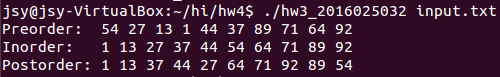 jsy@jsy-VirtualBox:~/hi/hw4$ ./hw3_2016025032 input.txt
Preorder:  54 27 13 1 44 37 89 71 64 92
Inorder:   1 13 27 37 44 54 64 71 89 92
Postorder: 1 13 37 44 27 64 71 92 89 54